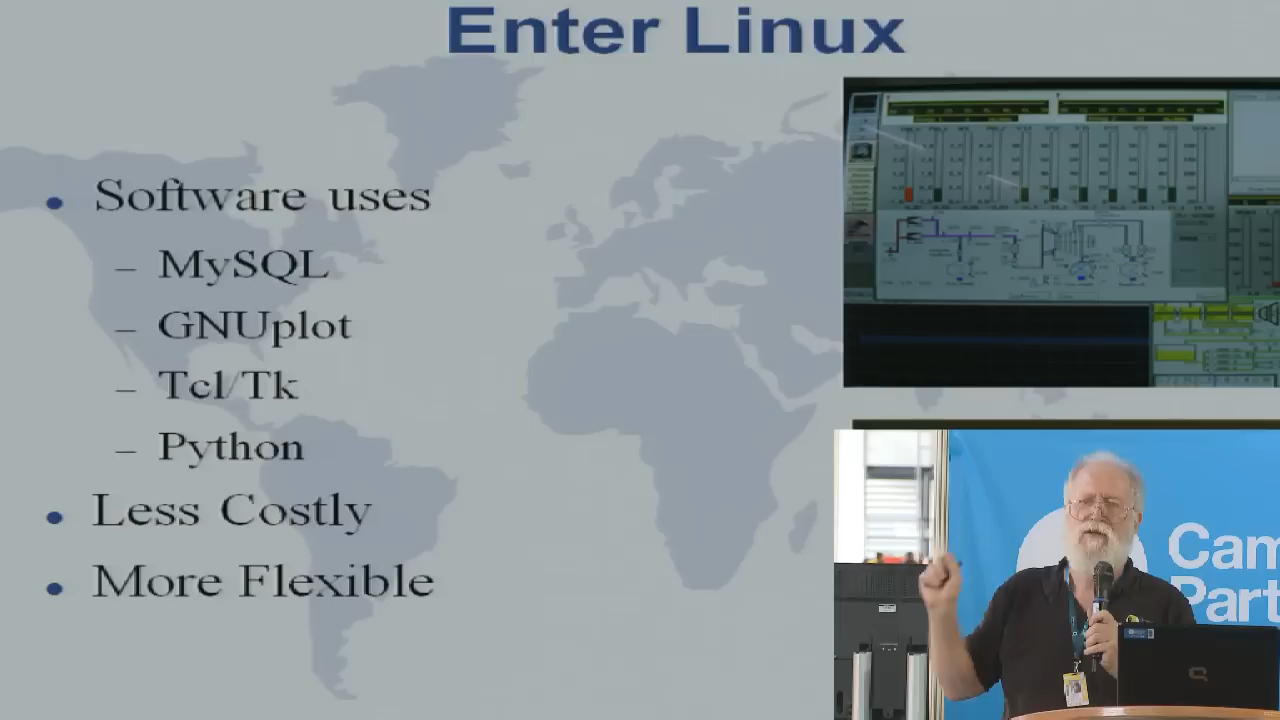 Enter Linux
• Software uses
– MySQL
– GNUplot
– Tcl/Tk
– Python
• Less Costly
• More Flexible
Cam
Part